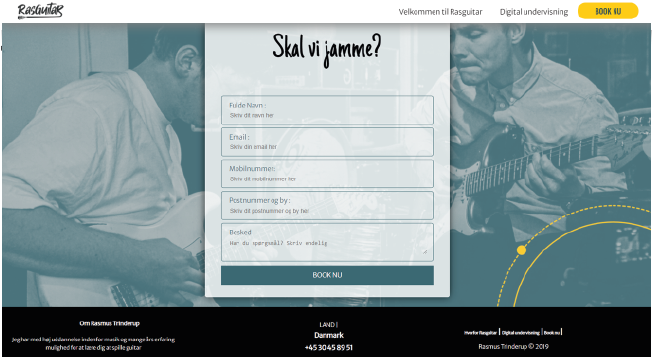 RasGuitaR
Velkommen til Rasguitar Digital undervisning BOOK NU
Skal vi jamme?
Fulde Navn :
Skriv dit navn her
Email :
Skriv din email her
Mobilnummer:
Skriv dit mobilnummer her
Postnummer og by :
Skriv dit postnummer og by her
Besked
Har du spørgsmål? Skriv endelig
BOOK NU
Om Rasmus Trinderup
Jeg har med høj uddannelse indenfor musik og mange års erfaring
mulighed for at lære dig at spille guitar
LAND |
Danmark
+45 3045 8951
Hvorfor Rasguitar | Digital undervisning | Book nu |
Rasmus Trinderup © 2019